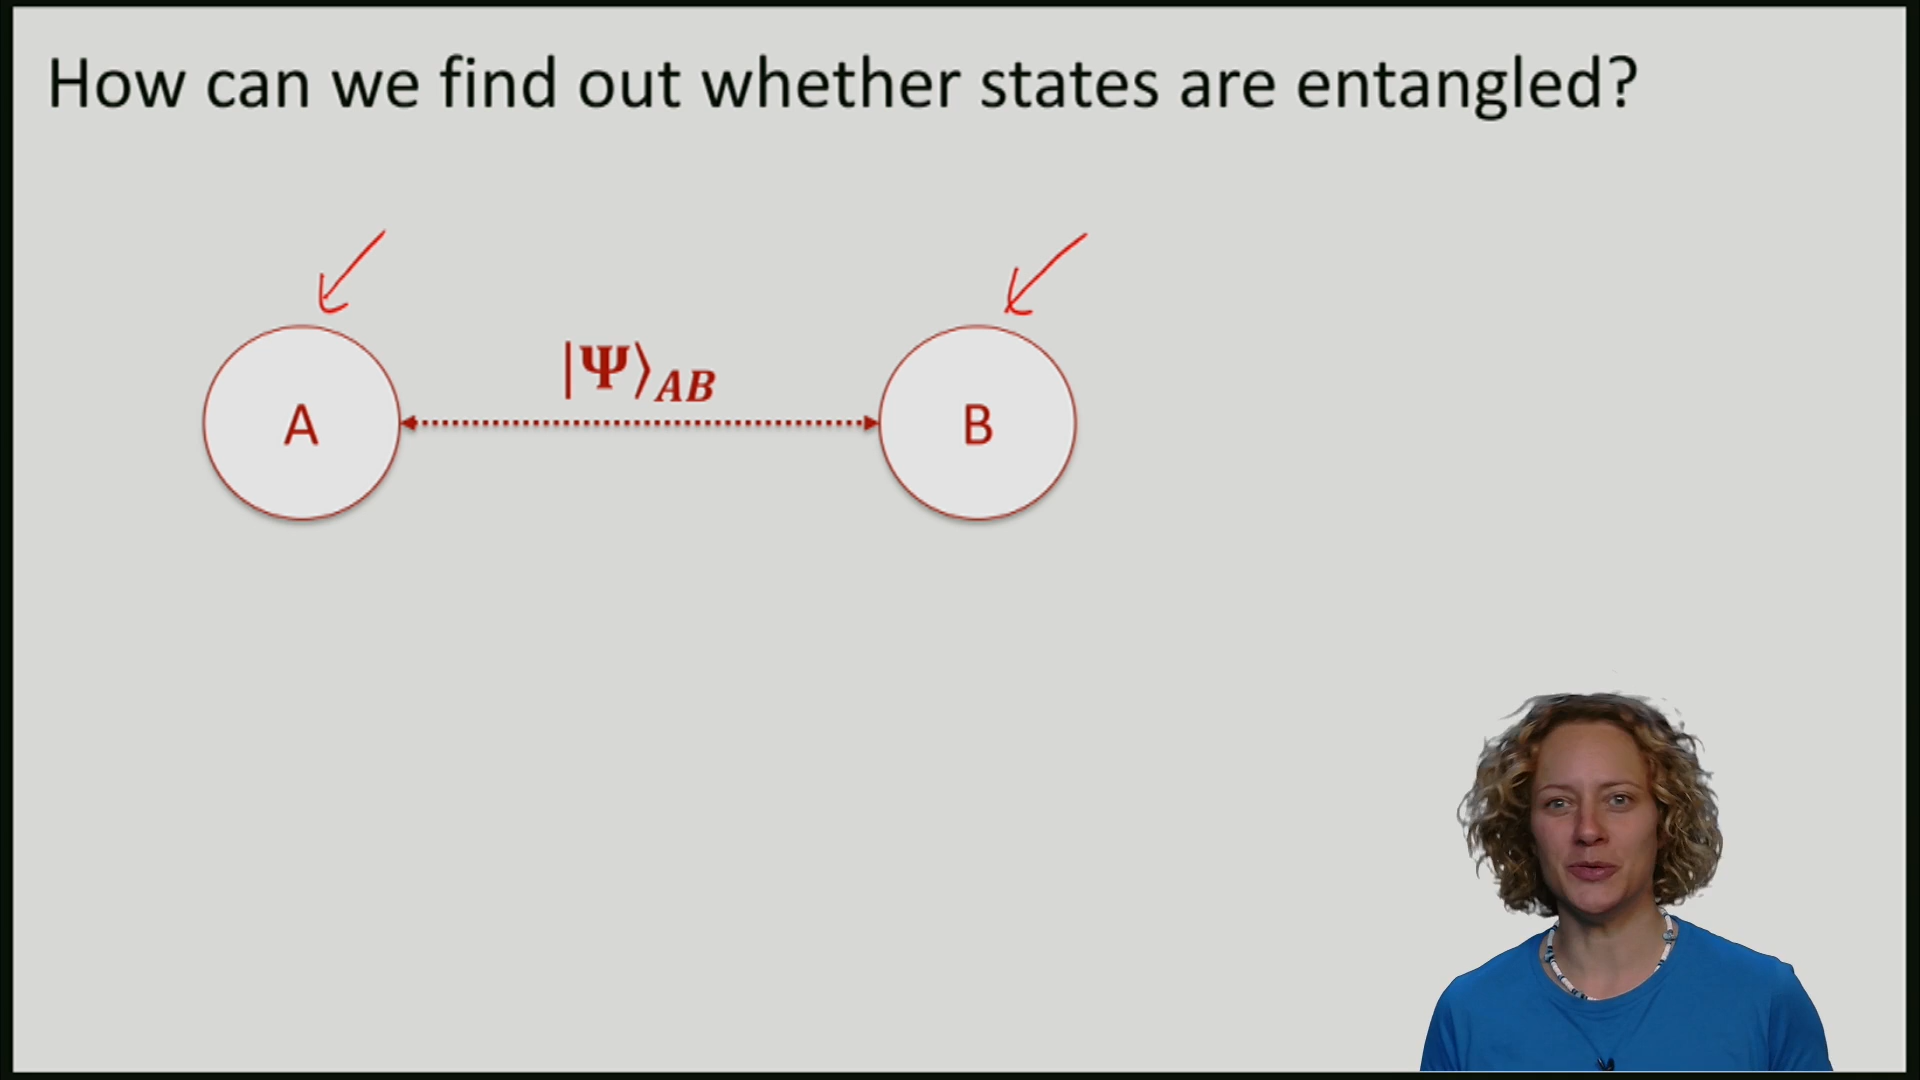 How can we find out whether states are entangled?
|Ψ⟩AB
A
B